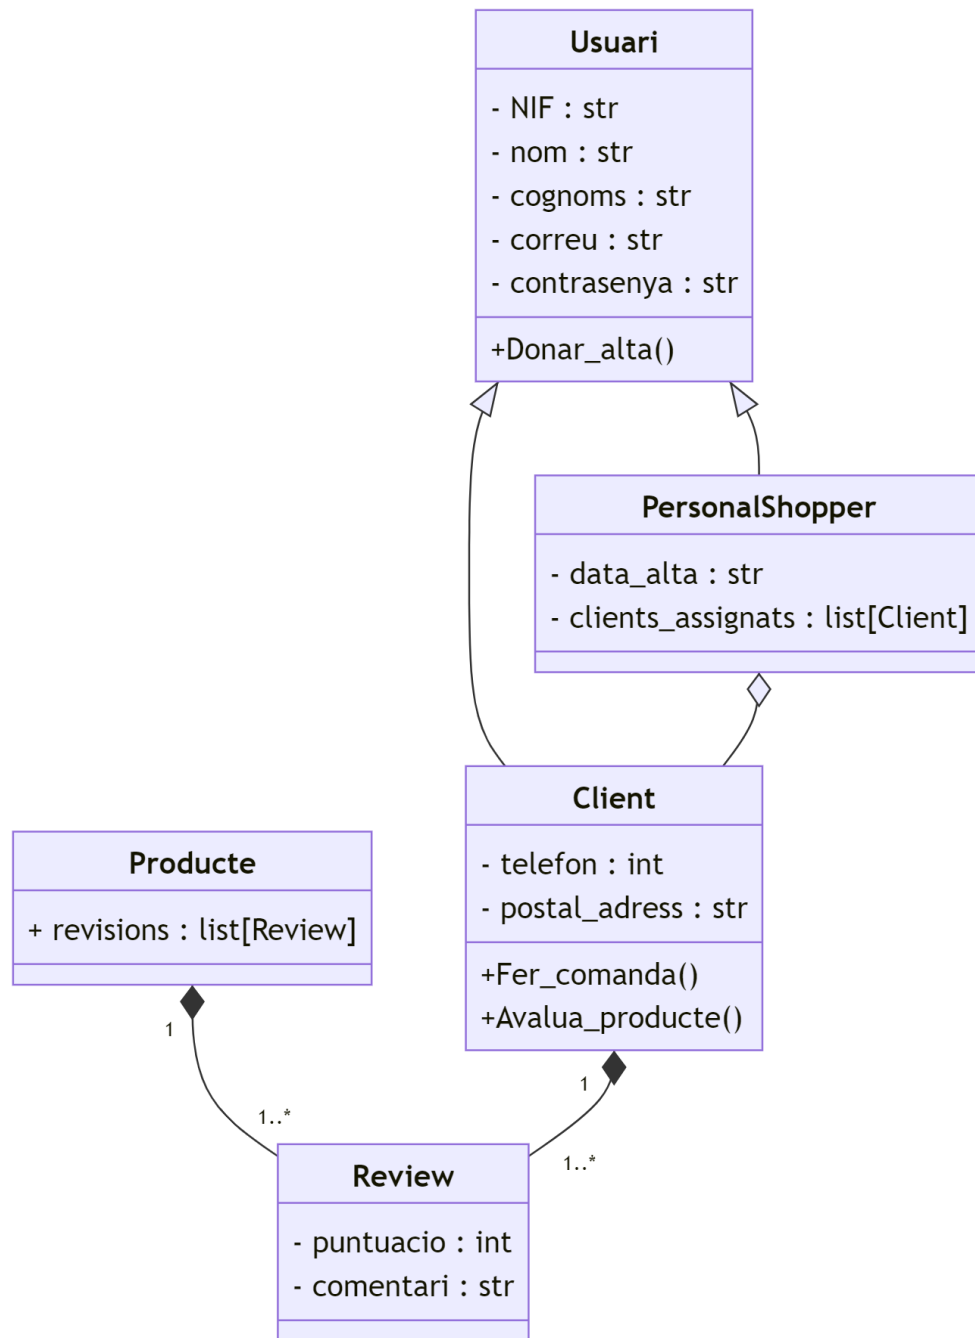 Usuari
- NIF : str
- nom : str
- cognoms : str
- correu : str
- contrasenya : str
+Donar_alta()
PersonalShopper
- data_alta : str
- clients_assignats : list[Client]
Client
- telefon : int
- postal_adress : str
+Fer_comanda()
+Avalua_producte()
Producte
+ revisions : list[Review]
1
1..*
1
1..*
Review
- puntuacio : int
- comentari : str